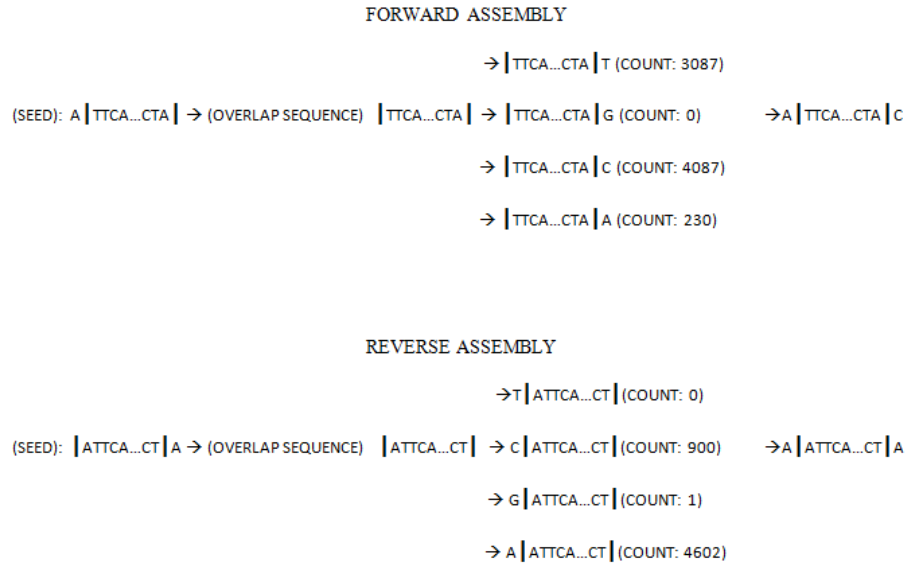 FORWARD ASSEMBLY
→ |TTCA...CTA| T (COUNT: 3087)
(SEED): A |TTCA...CTA| → (OVERLAP SEQUENCE) |TTCA...CTA| → |TTCA...CTA| G (COUNT: 0) →A |TTCA...CTA| C
→ |TTCA...CTA| C (COUNT: 4087)
→ |TTCA...CTA| A (COUNT: 230)
REVERSE ASSEMBLY
→T |ATTCA...CT| (COUNT: 0)
(SEED): |ATTCA...CT| A → (OVERLAP SEQUENCE) |ATTCA...CT| → C |ATTCA...CT| (COUNT: 900) →A |ATTCA...CT| A
→ G |ATTCA...CT| (COUNT: 1)
→ A |ATTCA...CT| (COUNT: 4602)